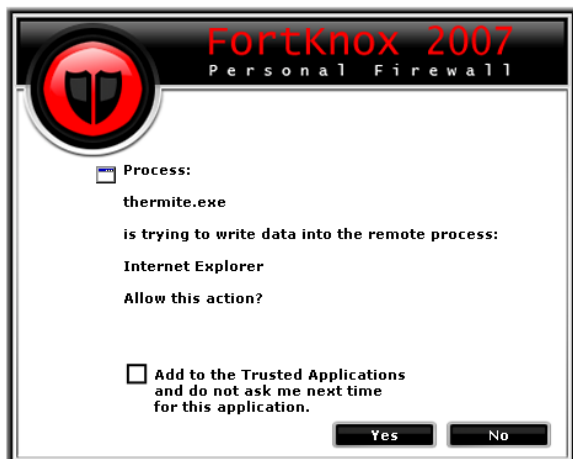 FortKnox 2007
Personal Firewall
Process:
thermite.exe
is trying to write data into the remote process:
Internet Explorer
Allow this action?
Add to the Trusted Applications
and do not ask me next time
for this application.
Yes No